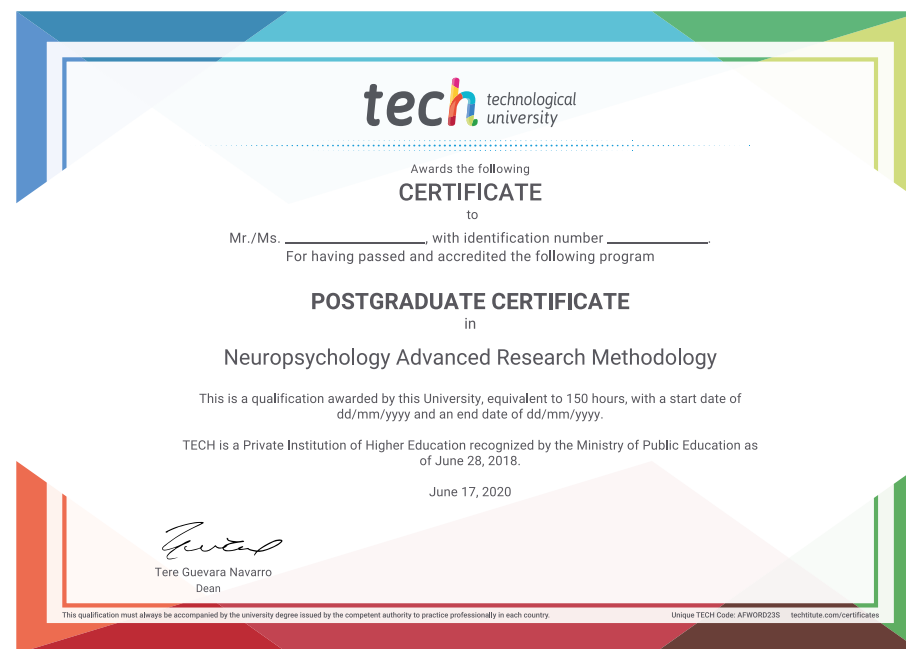 tech technological
university
Awards the following
CERTIFICATE
to
Mr./Ms. ____________________, with identification number ______________.
For having passed and accredited the following program
POSTGRADUATE CERTIFICATE
in
Neuropsychology Advanced Research Methodology
This is a qualification awarded by this University, equivalent to 150 hours, with a start date of
dd/mm/yyyy and an end date of dd/mm/yyyy.
TECH is a Private Institution of Higher Education recognized by the Ministry of Public Education as
of June 28, 2018.
June 17, 2020
Tere Guevara Navarro
Dean
This qualification must always be accompanied by the university degree issued by the competent authority to practice professionally in each country. Unique TECH Code: AFWORD23S techtitute.com/certificates